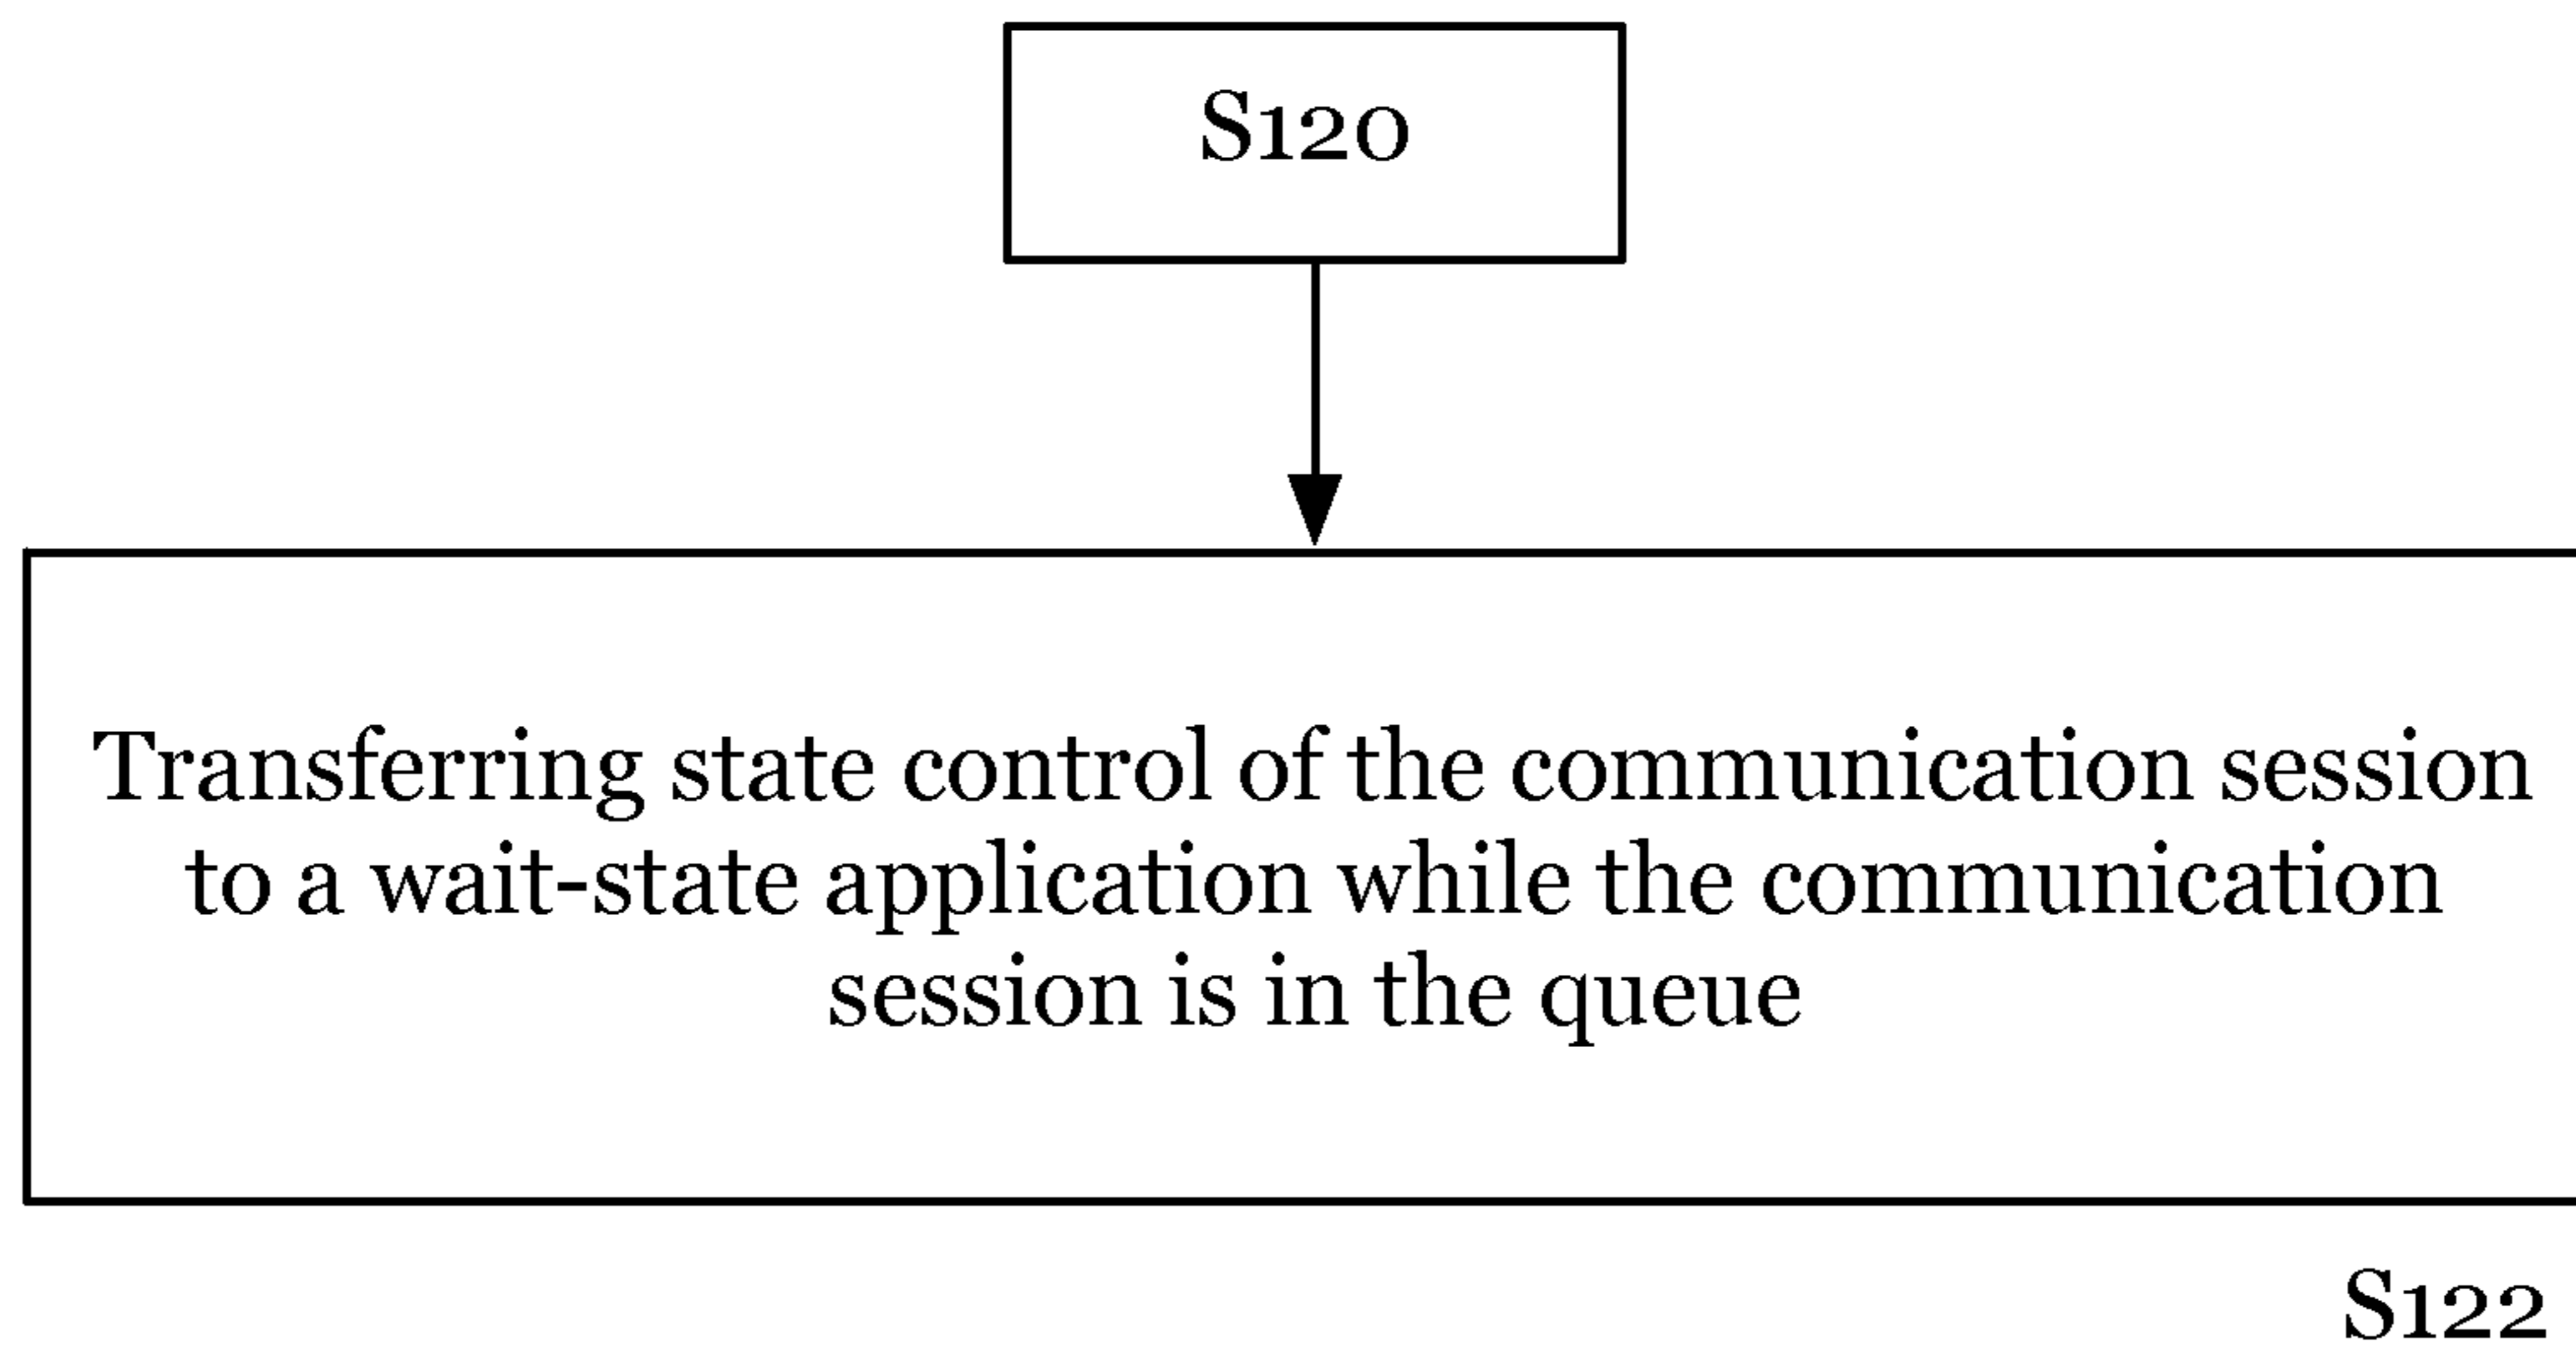 S120
Transferring state control of the communication session
to a wait-state application while the communication
session is in the queue
S122